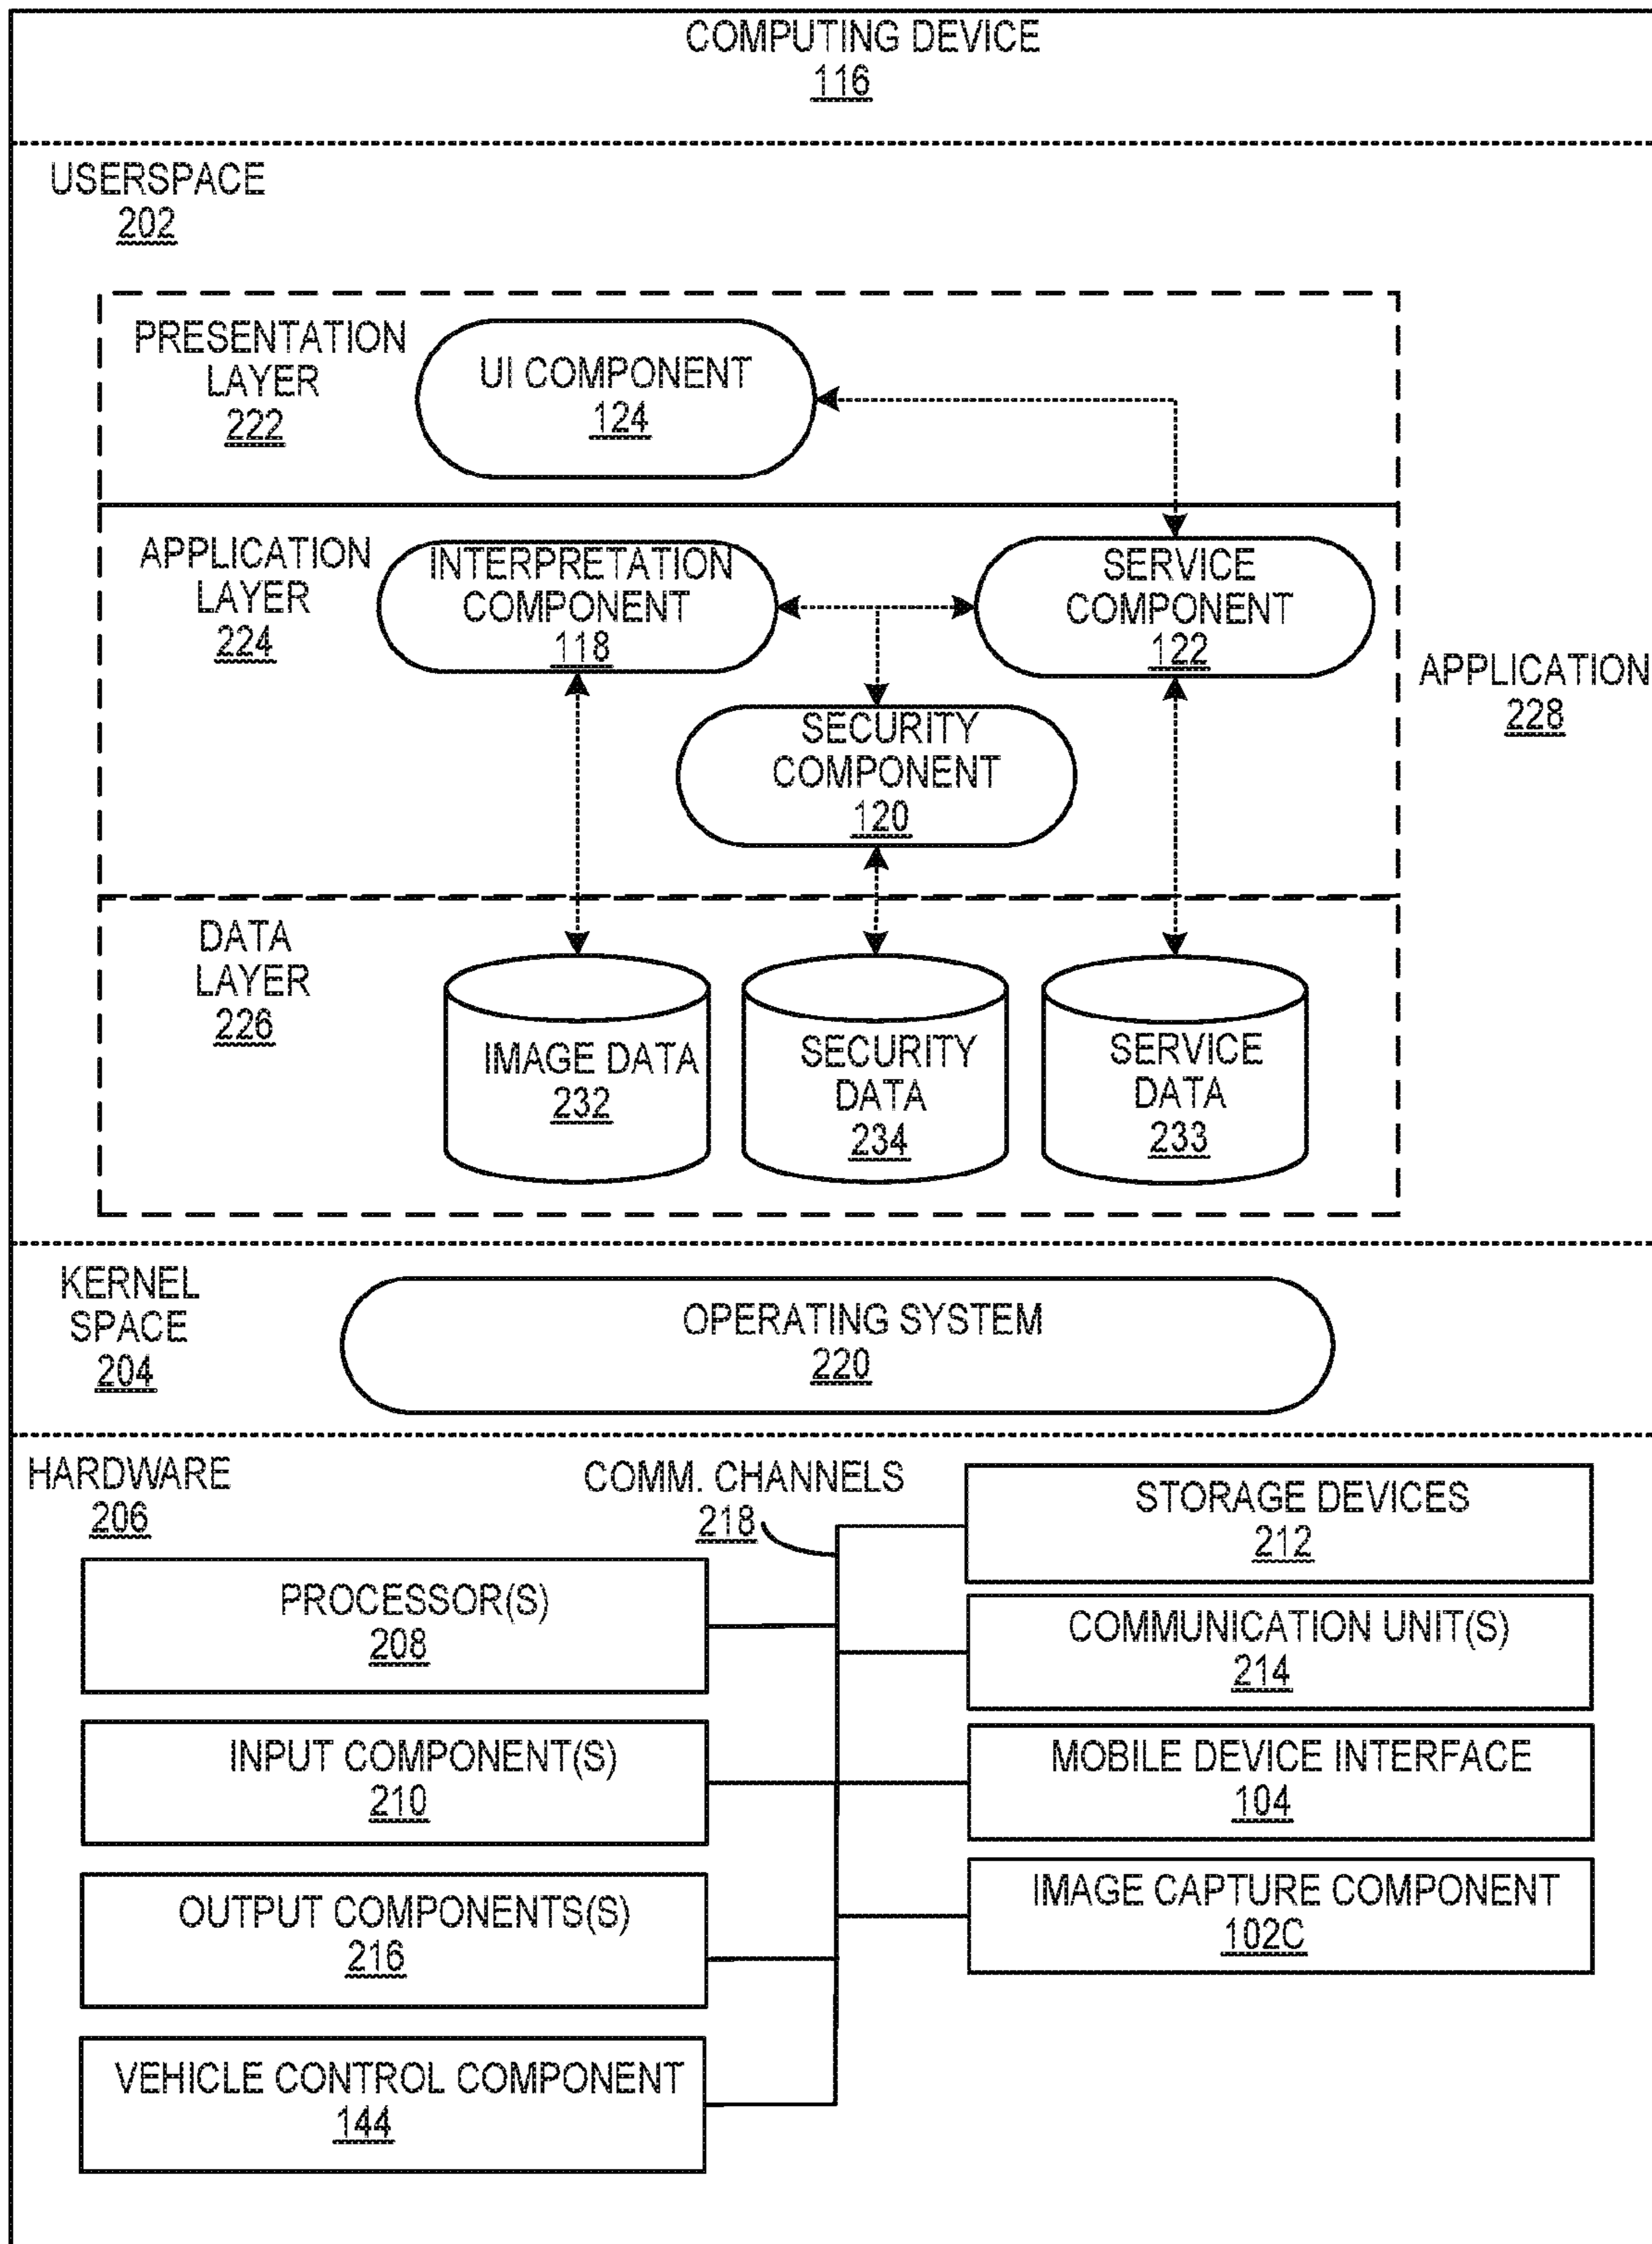 COMPUTING DEVICE
116
USERSPACE
202
PRESENTATION
LAYER
222
UI COMPONENT
124
APPLICATION
LAYER
224
INTERPRETATION
COMPONENT
118
SERVICE
COMPONENT
122
SECURITY
COMPONENT
120
APPLICATION
228
DATA
LAYER
226
IMAGE DATA
232
SECURITY
DATA
234
SERVICE
DATA
233
KERNEL
SPACE
204
OPERATING SYSTEM
220
HARDWARE
206
COMM. CHANNELS
218
PROCESSOR(S)
208
INPUT COMPONENT(S)
210
OUTPUT COMPONENTS(S)
216
VEHICLE CONTROL COMPONENT
144
STORAGE DEVICES
212
COMMUNICATION UNIT(S)
214
MOBILE DEVICE INTERFACE
104
IMAGE CAPTURE COMPONENT
102C